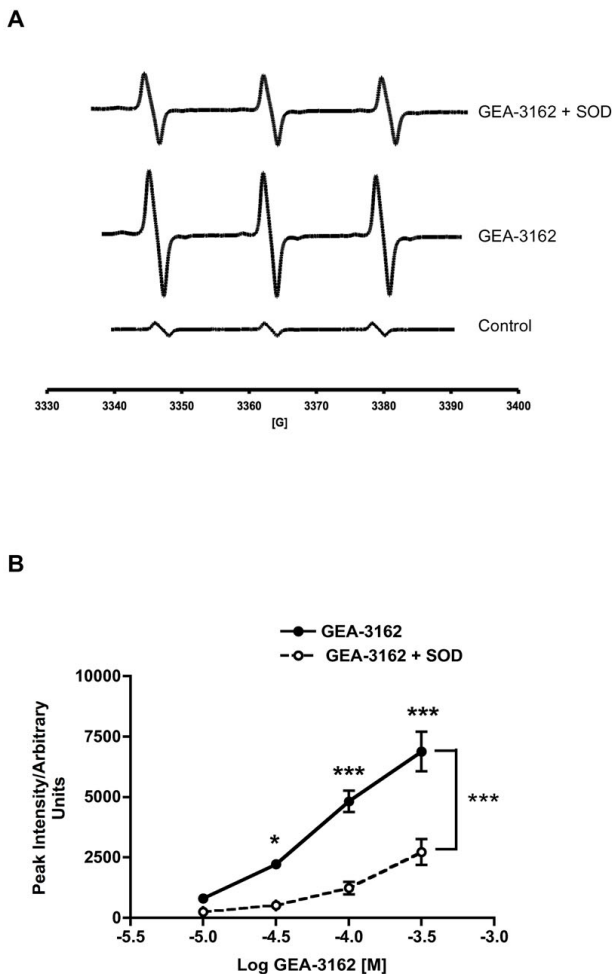 A
GEA-3162 + SOD
GEA-3162
Control
3330 3340 3350 3360 3370 3380 3390 3400
[G]
B
GEA-3162
GEA-3162 + SOD
Peak Intensity/Arbitrary
Units
10000
7500
5000
2500
0
***
***
*
***
-5.5 -5.0 -4.5 -4.0 -3.5 -3.0
Log GEA-3162 [M]